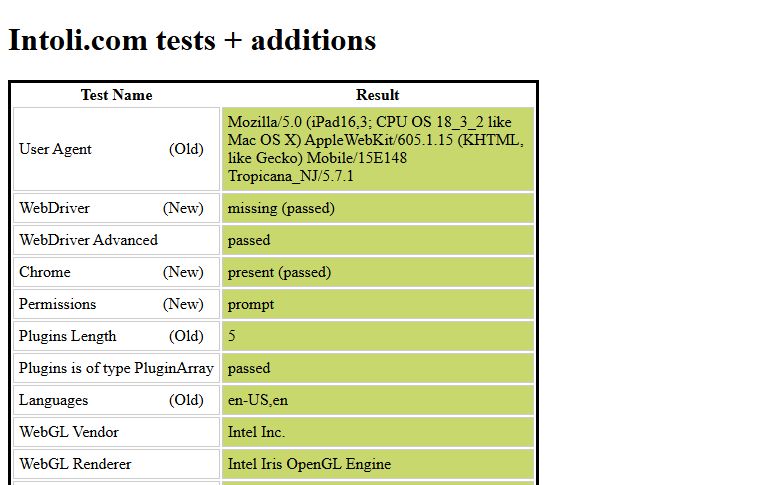 Intoli.com tests + additions
Test Name Result
User Agent (Old) Mozilla/5.0 (iPad16,3; CPU OS 18_3_2 like
Mac OS X) AppleWebKit/605.1.15 (KHTML,
like Gecko) Mobile/15E148
Tropicana_NJ/5.7.1
WebDriver (New) missing (passed)
WebDriver Advanced passed
Chrome (New) present (passed)
Permissions (New) prompt
Plugins Length (Old) 5
Plugins is of type PluginArray passed
Languages (Old) en-US,en
WebGL Vendor Intel Inc.
WebGL Renderer Intel Iris OpenGL Engine